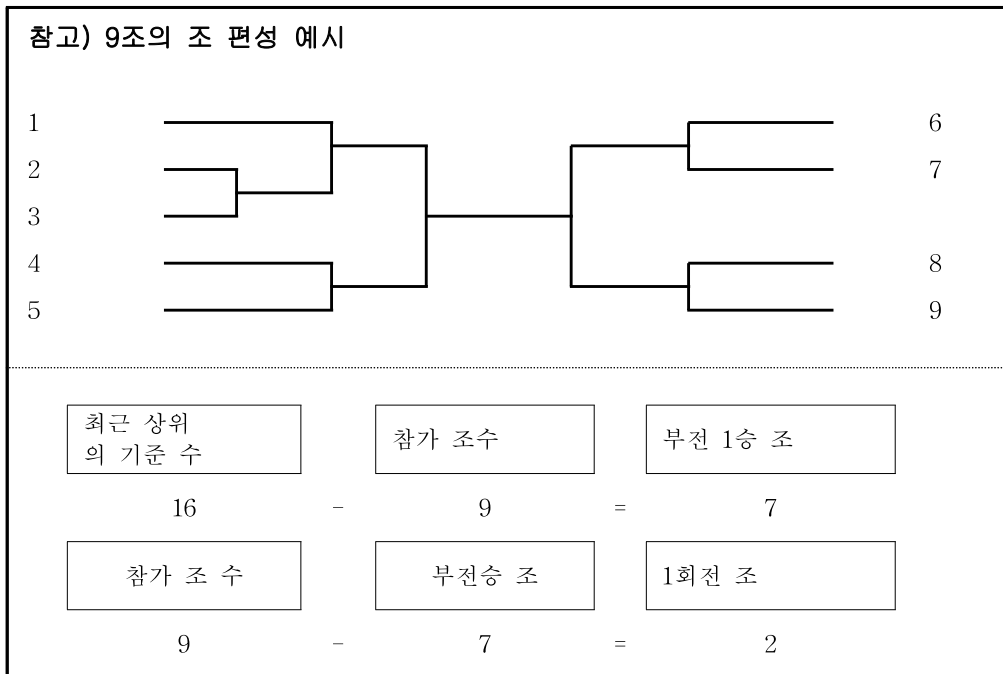 참고) 9조의 조 편성 예시
1 6
2 7
3
4 8
5 9
최근 상위
의 기준 수
참가 조수
부전 1승 조
16 - 9 = 7
참가 조 수 부전승 조 1회전 조
9 - 7 = 2